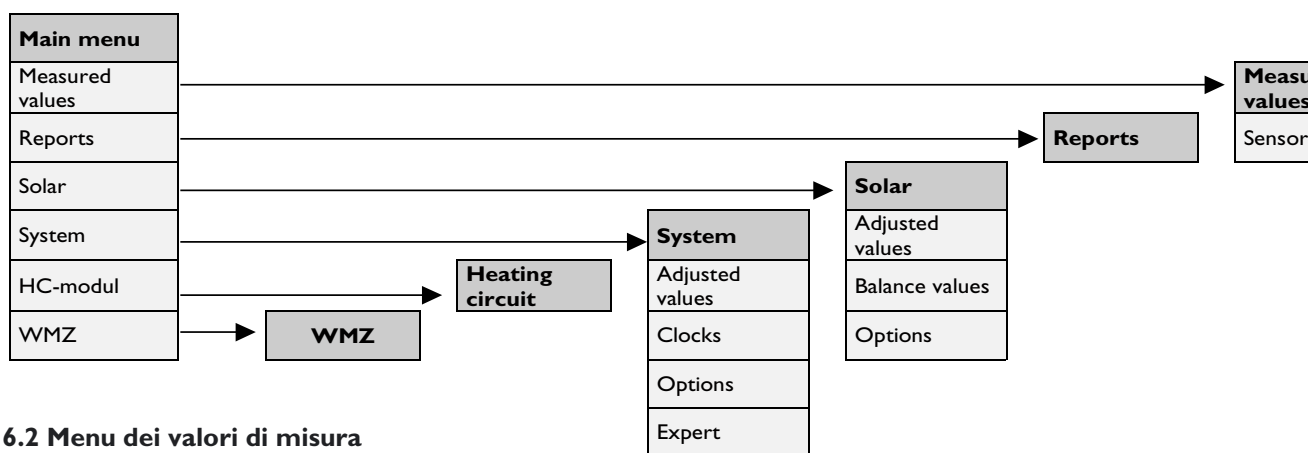 Main menu
Measured
values
Reports
Solar
System
HC-modul
WMZ
WMZ
Heating
circuit
System
Adjusted
values
Clocks
Options
Expert
Solar
Adjusted
values
Balance values
Options
Reports
values
Sensor
6.2 Menu dei valori di misura